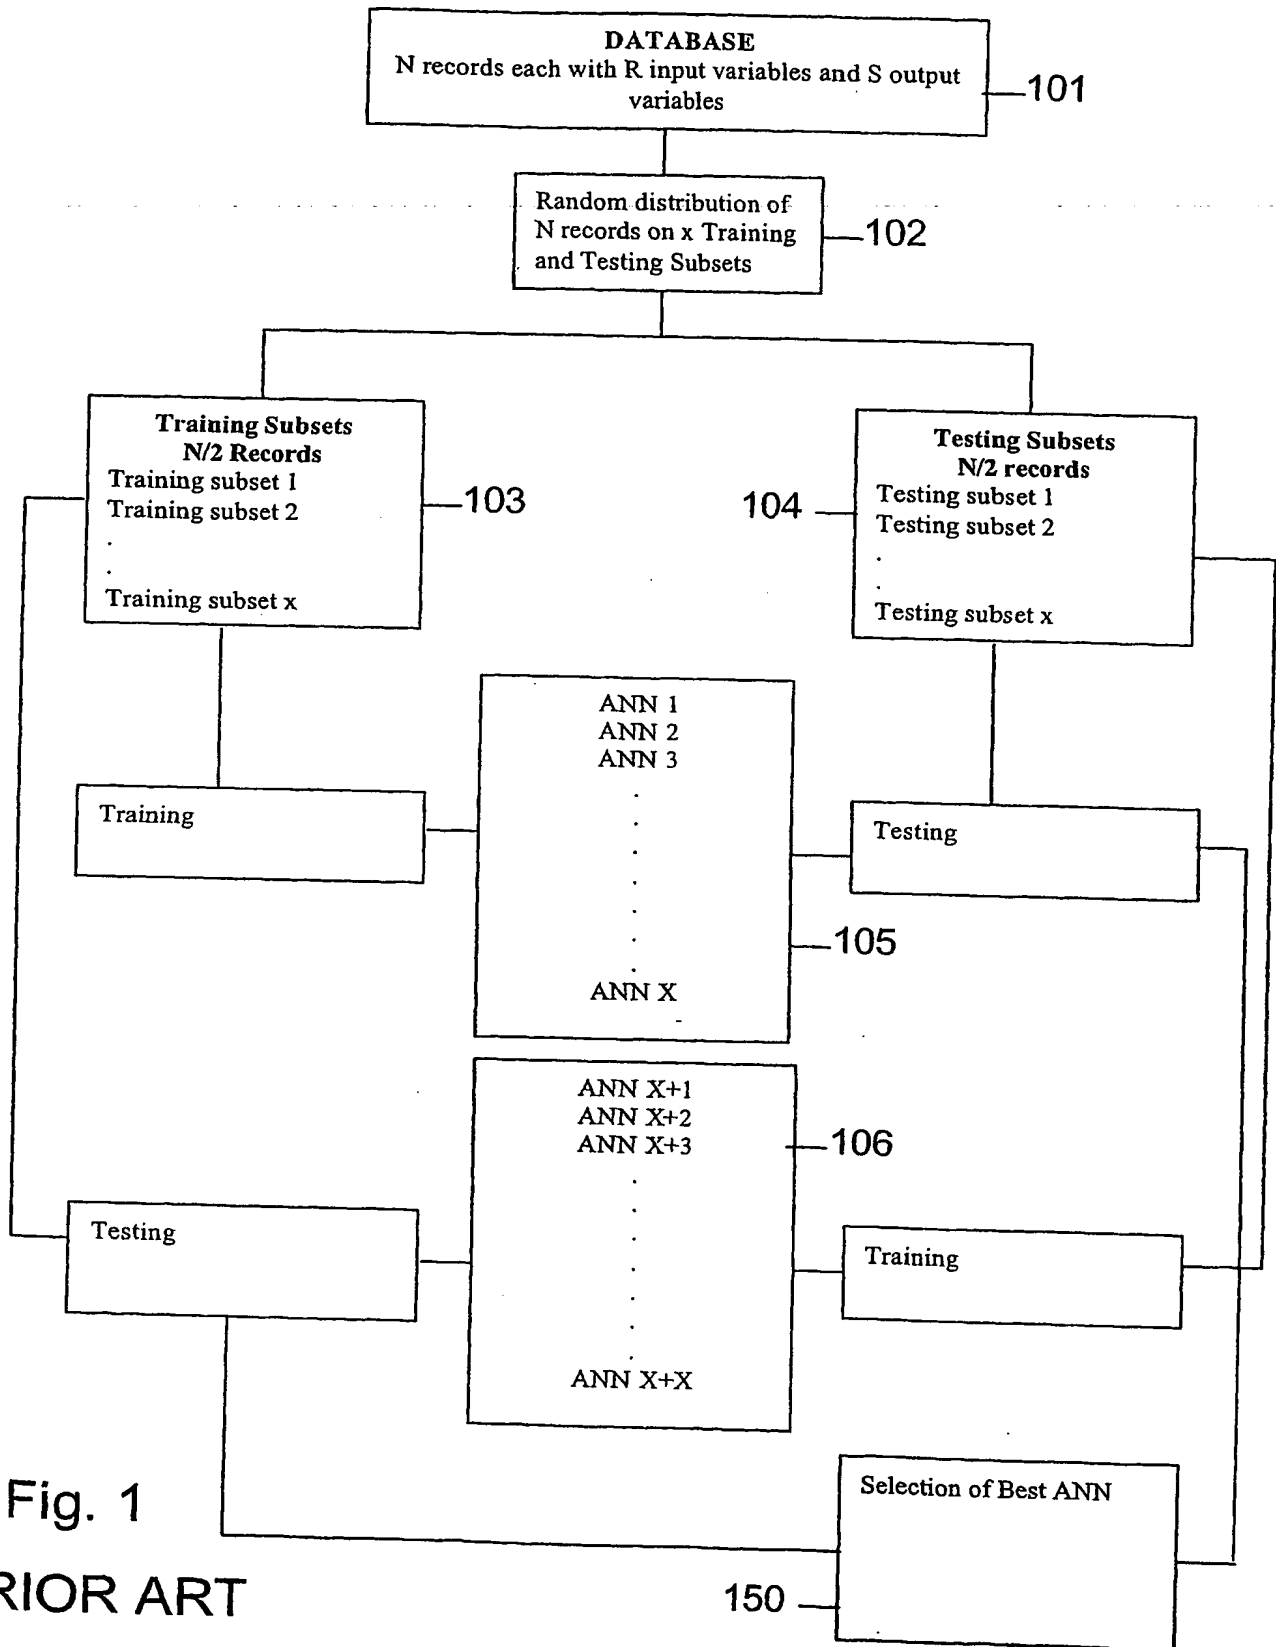 DATABASE
N records each with R input variables and S output
variables
101
Random distribution of
N records on x Training
and Testing Subsets
102
Training Subsets
N/2 Records
Training subset 1
Training subset 2
.
.
Training subset x
103
Testing Subsets
N/2 records
Testing subset 1
Testing subset 2
.
.
Testing subset x
104
ANN 1
ANN 2
ANN 3
.
.
.
.
.
.
.
ANN X
105
Training
Testing
ANN X+1
ANN X+2
ANN X+3
.
.
.
.
.
.
.
ANN X+X
106
Testing
Training
Selection of Best ANN
150
Fig. 1
RIOR ART